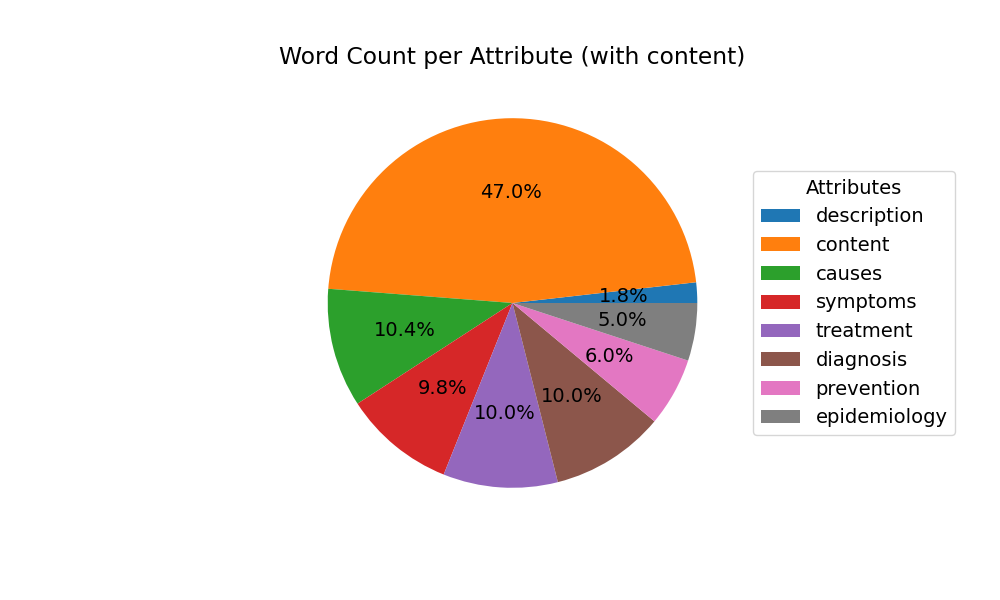 Word Count per Attribute (with content)
47.0%
1.8%
5.0%
10.4%
6.0%
9.8%
10.0%
10.0%
Attributes
description
content
causes
symptoms
treatment
diagnosis
prevention
epidemiology